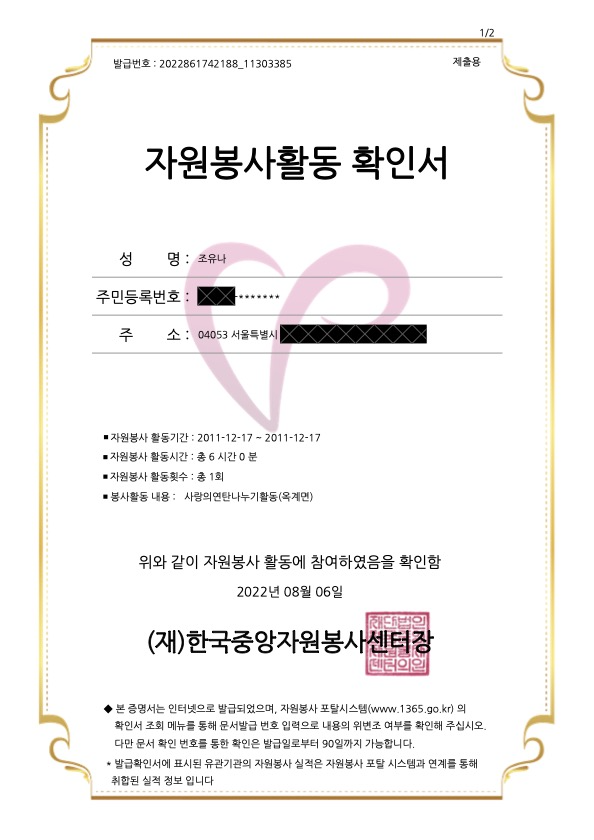 1/2
발급번호 : 2022861742188_11303385 제출용
자원봉사활동 확인서
성 명 : 조유나
주민등록번호 : -*******
주 소 : 04053 서울특별시
■ 자원봉사 활동기간 : 2011-12-17 ~ 2011-12-17
■ 자원봉사 활동시간 : 총 6 시간 0 분
■ 자원봉사 활동횟수 : 총 1회
■ 봉사활동 내용 : 사랑의연탄나누기활동(옥계면)
위와 같이 자원봉사 활동에 참여하였음을 확인함
2022년 08월 06일
(재)한국중앙자원봉사센터장
◆ 본 증명서는 인터넷으로 발급되었으며, 자원봉사 포탈시스템(www.1365.go.kr) 의
확인서 조회 메뉴를 통해 문서발급 번호 입력으로 내용의 위변조 여부를 확인해 주십시오.
다만 문서 확인 번호를 통한 확인은 발급일로부터 90일까지 가능합니다.
* 발급확인서에 표시된 유관기관의 자원봉사 실적은 자원봉사 포탈 시스템과 연계를 통해
취합된 실적 정보 입니다